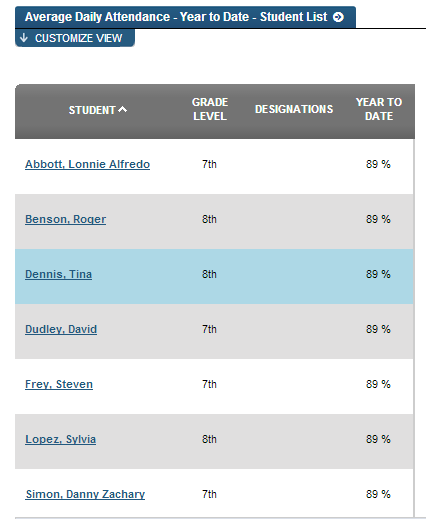 Average Daily Attendance - Year to Date - Student List
CUSTOMIZE VIEW
STUDENT GRADE LEVEL DESIGNATIONS YEAR TO DATE
Abbott, Lonnie Alfredo 7th 89 %
Benson, Roger 8th 89 %
Dennis, Tina 8th 89 %
Dudley, David 7th 89 %
Frey, Steven 7th 89 %
Lopez, Sylvia 8th 89 %
Simon, Danny Zachary 7th 89 %